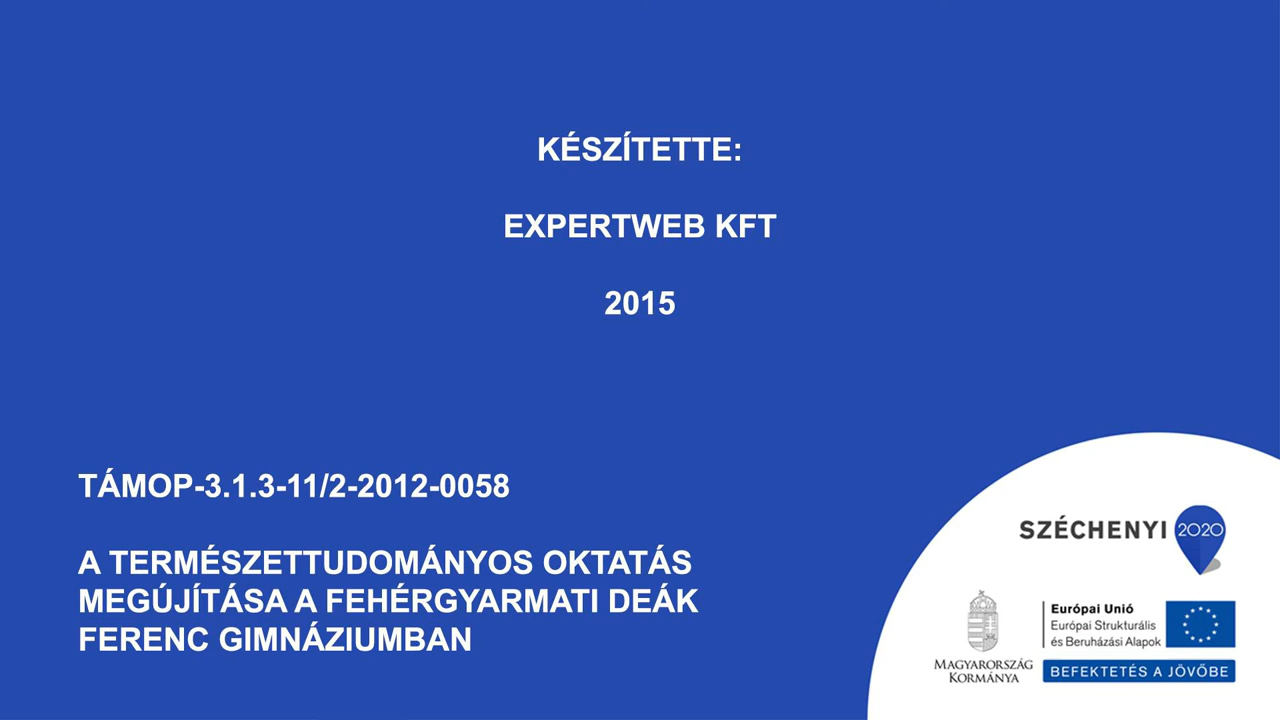 KÉSZÍTETTE:
EXPERTWEB KFT
2015
TÁMOP-3.1.3-11/2-2012-0058
A TERMÉSZETTUDOMÁNYOS OKTATÁS
MEGÚJÍTÁSA A FEHÉRGYARMATI DEÁK
FERENC GIMNÁZIUMBAN
SZÉCHENYI 2020
Európai Unió
Európai Strukturális
és Beruházási Alapok
MAGYARORSZÁG
KORMÁNYA
BEFEKTETÉS A JÖVŐBE